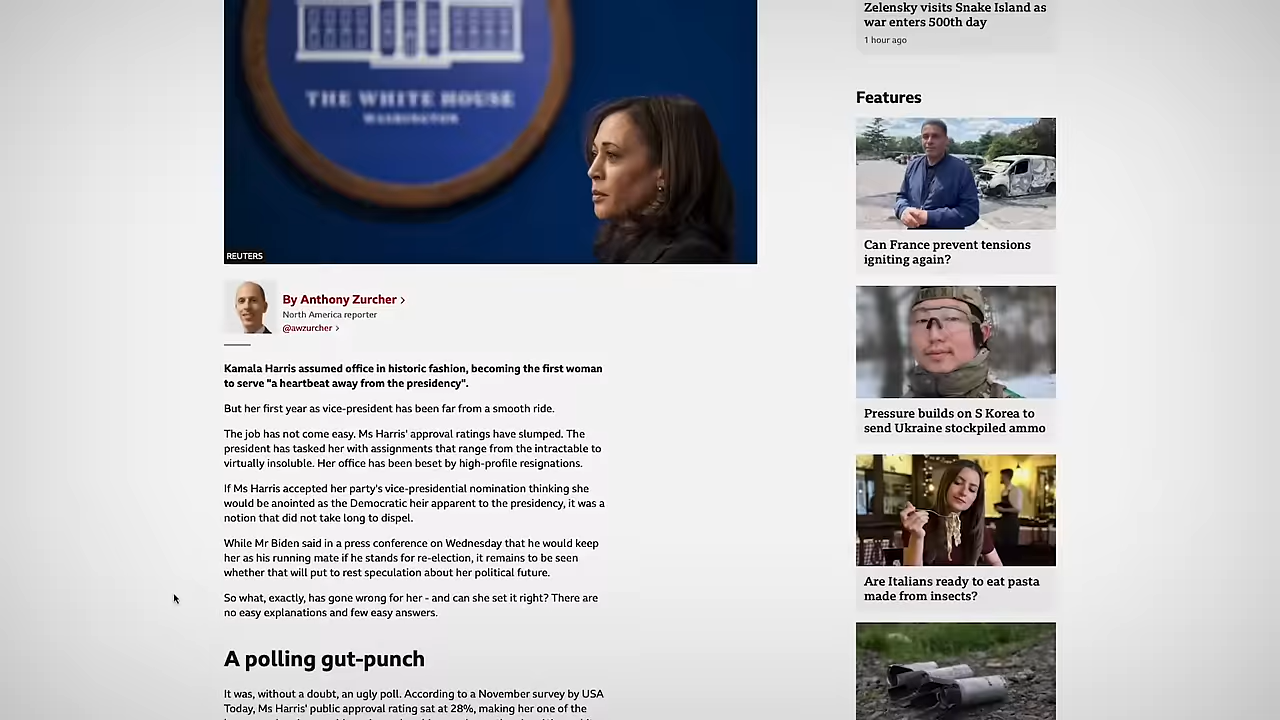 THE WHITE HOUSE
WASHINGTON
REUTERS
By Anthony Zurcher
North America reporter
@awzurcher
Kamala Harris assumed office in historic fashion, becoming the first woman
to serve "a heartbeat away from the presidency".
But her first year as vice-president has been far from a smooth ride.
The job has not come easy. Ms Harris' approval ratings have slumped. The
president has tasked her with assignments that range from the intractable to
virtually insoluble. Her office has been beset by high-profile resignations.
If Ms Harris accepted her party's vice-presidential nomination thinking she
would be anointed as the Democratic heir apparent to the presidency, it was a
notion that did not take long to dispel.
While Mr Biden said in a press conference on Wednesday that he would keep
her as his running mate if he stands for re-election, it remains to be seen
whether that will put to rest speculation about her political future.
So what, exactly, has gone wrong for her - and can she set it right? There are
no easy explanations and few easy answers.
A polling gut-punch
It was, without a doubt, an ugly poll. According to a November survey by USA
Today, Ms Harris' public approval rating sat at 28%, making her one of the
Zelensky visits Snake Island as
war enters 500th day
1 hour ago
Features
Can France prevent tensions
igniting again?
Pressure builds on S Korea to
send Ukraine stockpiled ammo
Are Italians ready to eat pasta
made from insects?